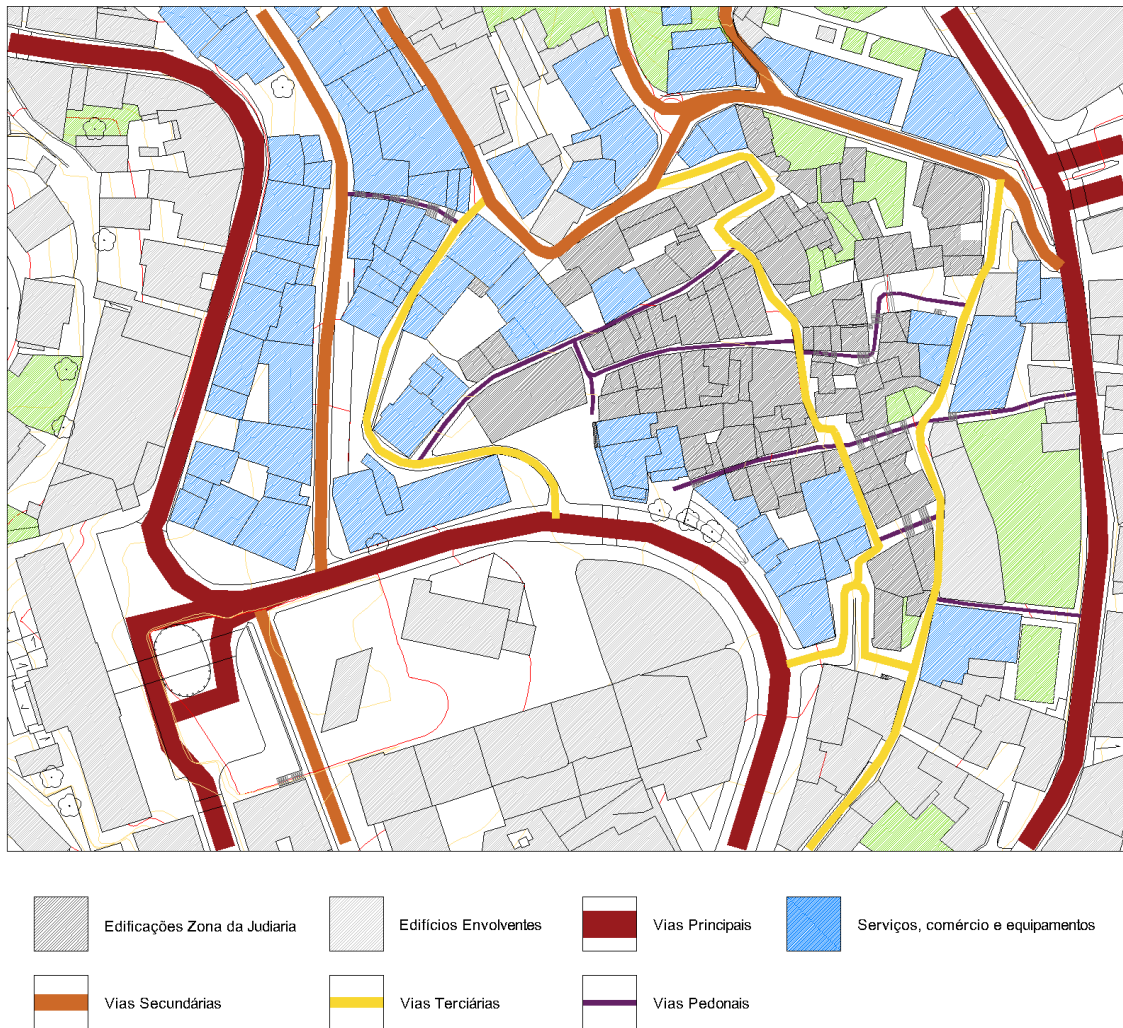 Edificações Zona da Judiaria
Edifícios Envolventes
Vias Principais
Serviços, comércio e equipamentos
Vias Secundárias
Vias Terciárias
Vias Pedonais